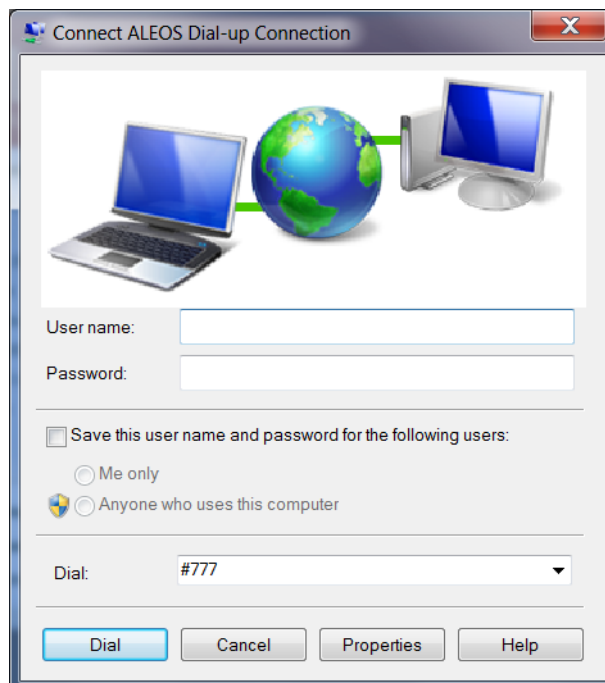 Connect ALEOS Dial-up Connection
User name:
Password:
Save this user name and password for the following users:
Me only
Anyone who uses this computer
Dial: #777
Dial Cancel Properties Help